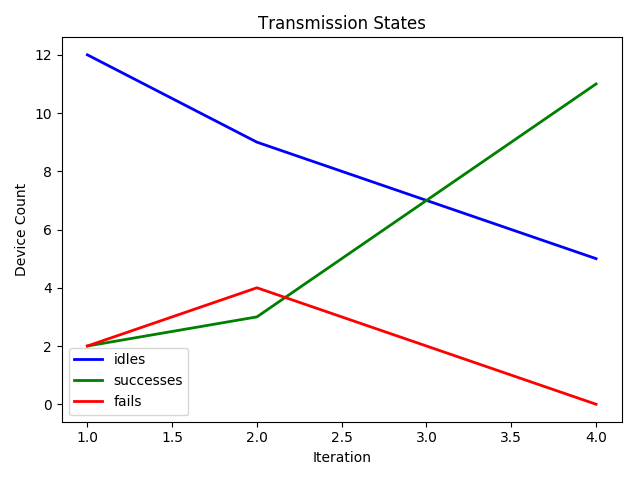 Transmission States
Device Count
12
10
8
6
4
2
0
idles
successes
fails
1.0 1.5 2.0 2.5 3.0 3.5 4.0
Iteration